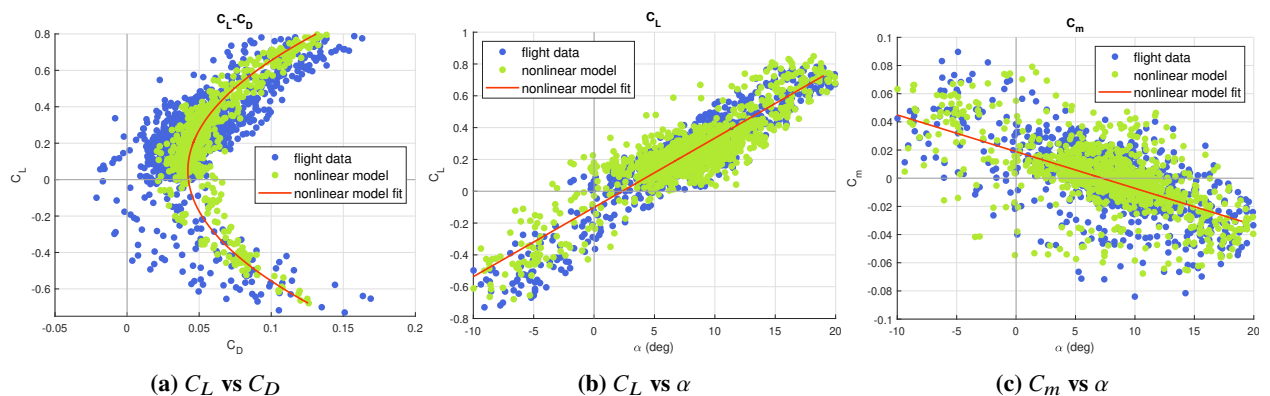 C_L-C_D
0.8
0.6
0.4
0.2
0
-0.2
-0.4
-0.6
C_L
flight data
nonlinear model
nonlinear model fit
-0.05
0
0.05
0.1
0.15
0.2
C_D
(a) C_L vs C_D
C_L
1
0.8
0.6
0.4
0.2
0
-0.2
-0.4
-0.6
-0.8
C_L
flight data
nonlinear model
nonlinear model fit
-10
-5
0
5
10
15
20
α (deg)
(b) C_L vs α
C_m
0.1
0.08
0.06
0.04
0.02
0
-0.02
-0.04
-0.06
-0.08
-0.1
C_m
flight data
nonlinear model
nonlinear model fit
-10
-5
0
5
10
15
20
α (deg)
(c) C_m vs α